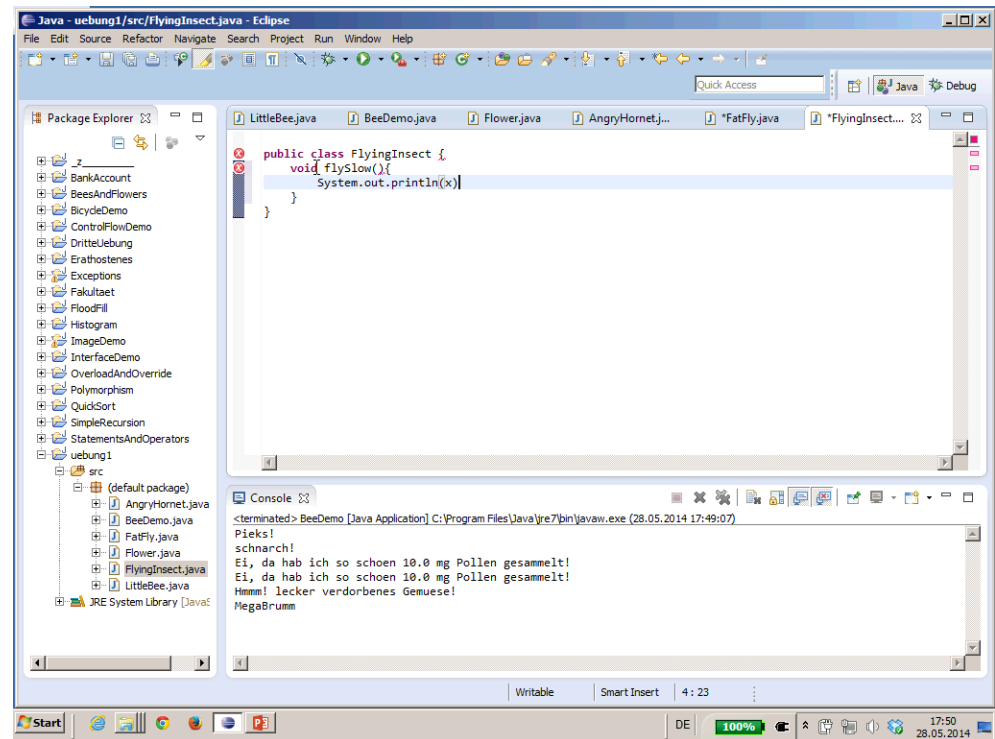 Java - uebung1/src/FlyingInsect.java - Eclipse
File Edit Source Refactor Navigate Search Project Run Window Help
Quick Access
Java
Debug
Package Explorer
_z_________
BankAccount
BeesAndFlowers
BicycleDemo
ControlFlowDemo
DritteUebung
Erathostenes
Exceptions
Fakultaet
FloodFill
Histogram
ImageDemo
InterfaceDemo
OverloadAndOverride
Polymorphism
QuickSort
SimpleRecursion
StatementsAndOperators
uebung1
src
(default package)
AngryHornet.java
BeeDemo.java
FatFly.java
Flower.java
FlyingInsect.java
LittleBee.java
JRE System Library [JavaS
LittleBee.java BeeDemo.java Flower.java AngryHornet.j... *FatFly.java *FlyingInsect....
public class FlyingInsect {
void flySlow(){
System.out.println(x)
}
}
Console
<terminated> BeeDemo [Java Application] C:\Program Files\Java\jre7\bin\javaw.exe (28.05.2014 17:49:07)
Pieks!
schnarch!
Ei, da hab ich so schoen 10.0 mg Pollen gesammelt!
Ei, da hab ich so schoen 10.0 mg Pollen gesammelt!
Hmmm! lecker verdorbenes Gemuese!
MegaBrumm
Writable Smart Insert 4 : 23
Start
DE 100% 17:50
28.05.2014